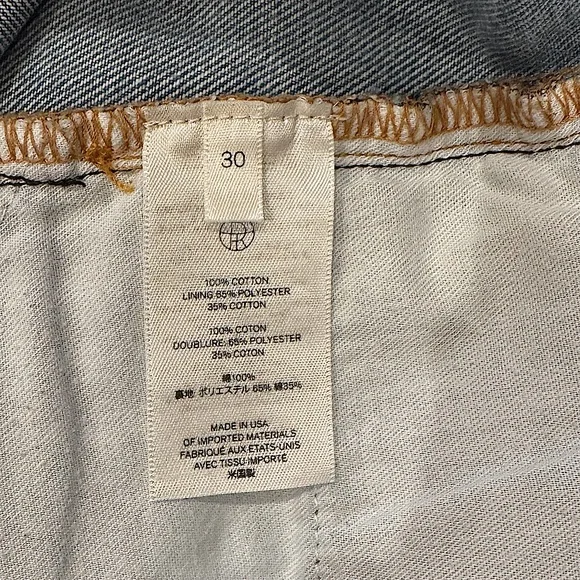 30
100% COTTON
LINING 65% POLYESTER
35% COTTON
100% COTON
DOUBLURE: 65% POLYESTER
35% COTON
綿100%
裏地: ポリエステル 65% 綿35%
MADE IN USA
OF IMPORTED MATERIALS
FABRIQUÉ AUX ETATS-UNIS
AVEC TISSU-IMPORTÉ
米国製